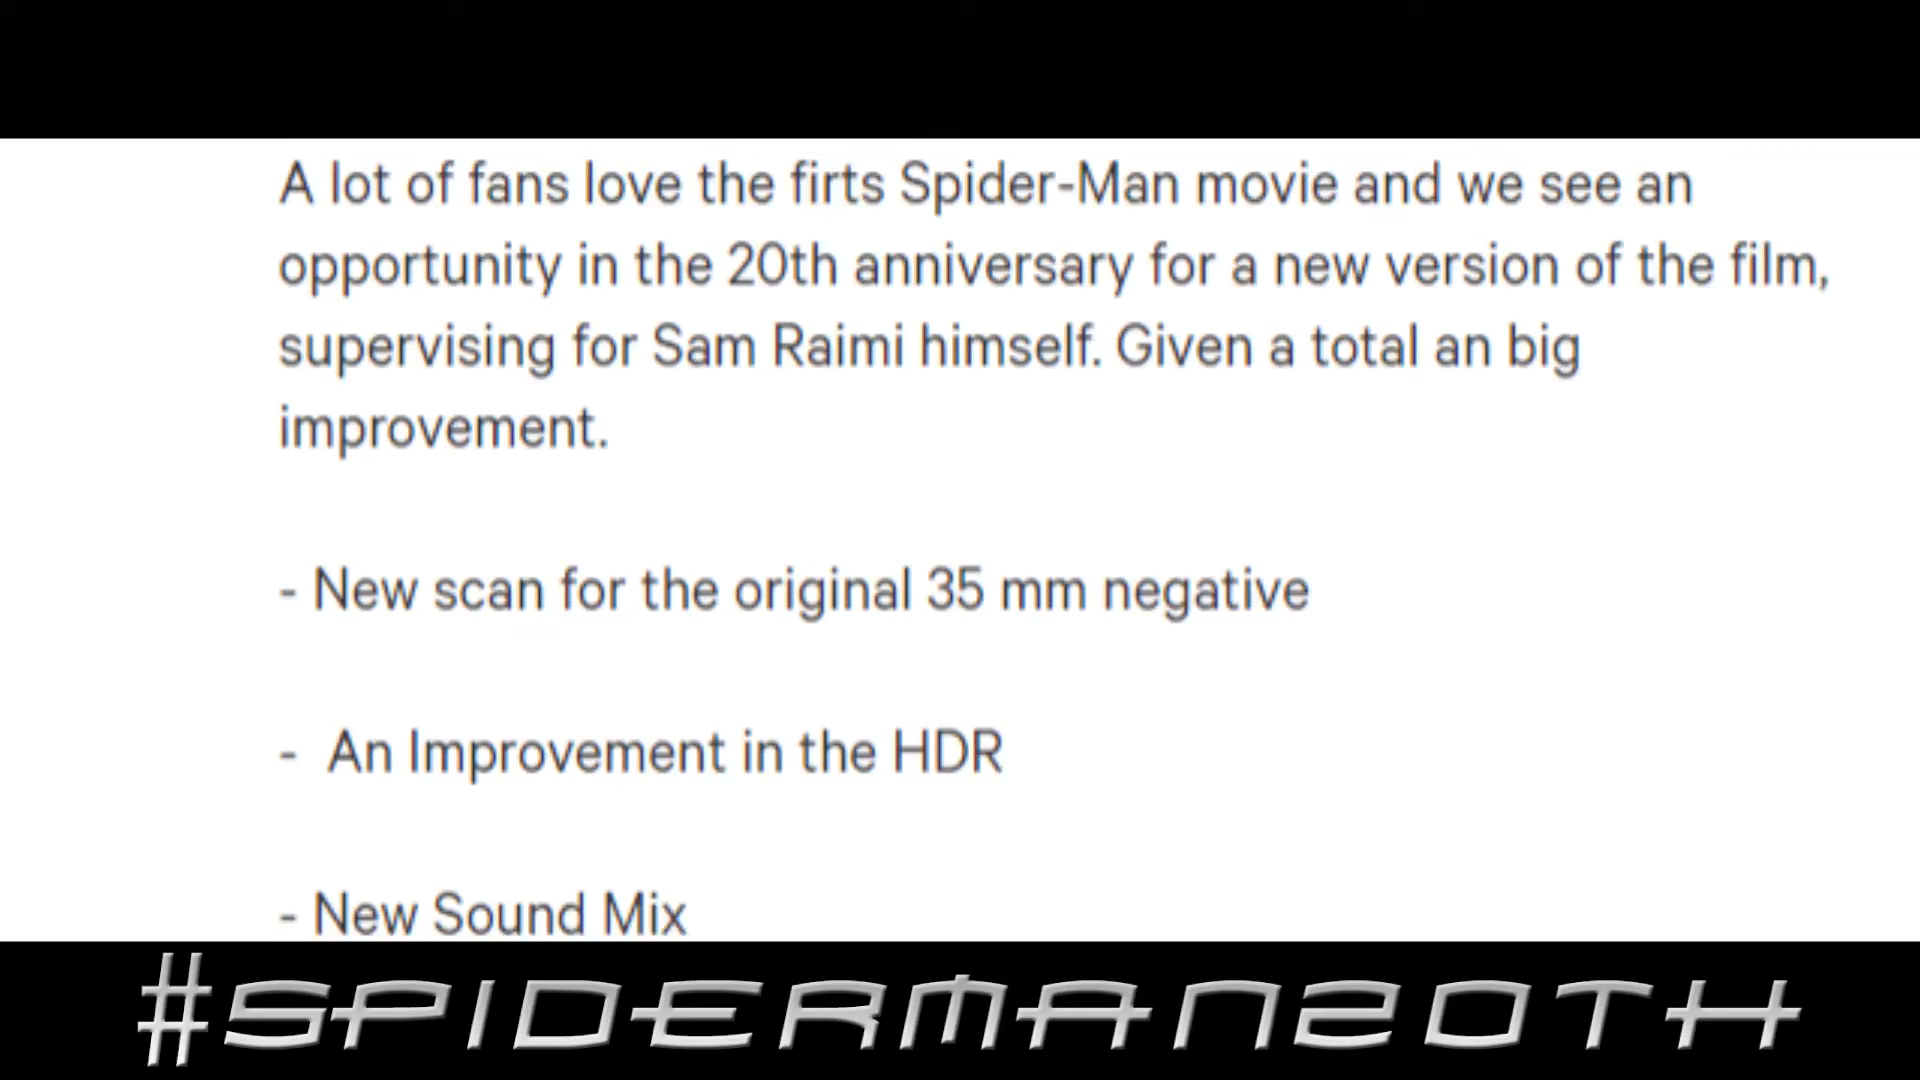 A lot of fans love the firts Spider-Man movie and we see an
opportunity in the 20th anniversary for a new version of the film,
supervising for Sam Raimi himself. Given a total an big
improvement.
- New scan for the original 35 mm negative
- An Improvement in the HDR
- New Sound Mix
#SPIDERMAN20TH